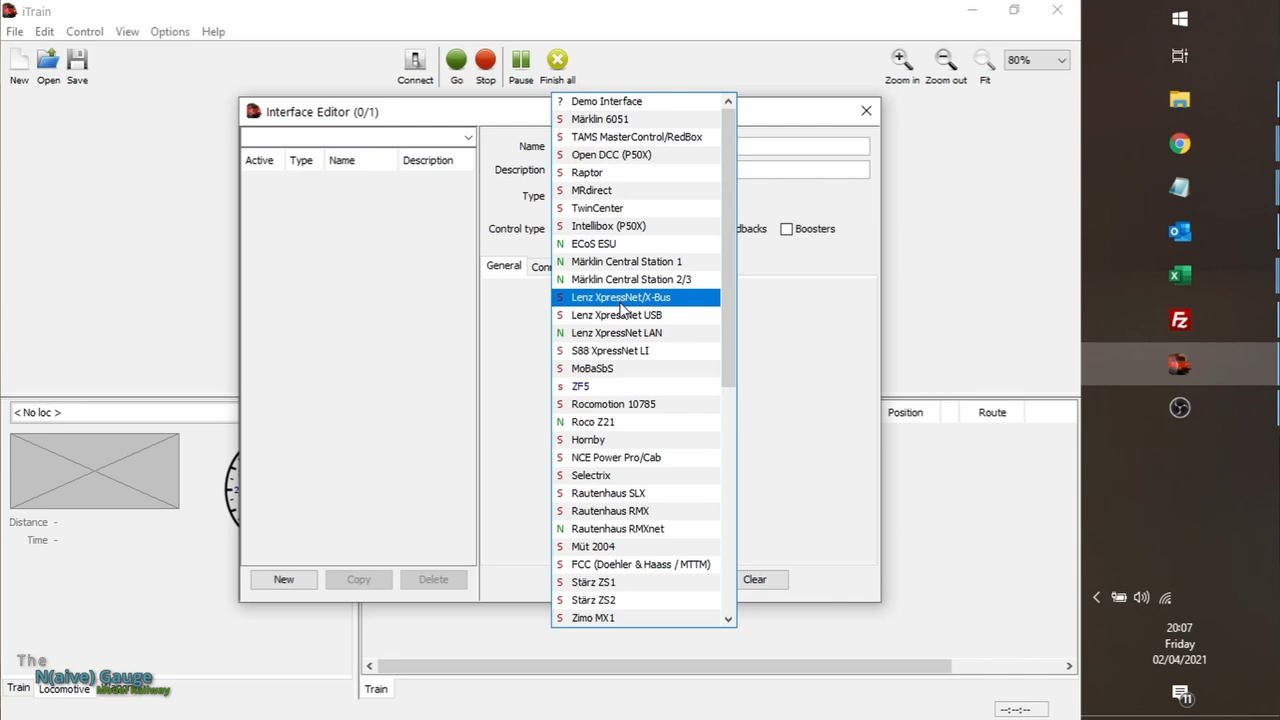 iTrain
File Edit Control View Options Help
New Open Save Connect Go Stop Pause Finish all Zoom in Zoom out Fit 80%
Interface Editor (0/1)
Active Type Name Description
Name
Description
Type
Control type
Boosters
General
? Demo Interface
S Märklin 6051
S TAMS MasterControl/RedBox
S Open DCC (P50X)
S Raptor
S MRdirect
S TwinCenter
S Intellibox (P50X)
N ECoS ESU
N Märklin Central Station 1
N Märklin Central Station 2/3
S Lenz XpressNet/X-Bus
S Lenz XpressNet USB
N Lenz XpressNet LAN
S S88 XpressNet LI
S MoBaSbS
s ZF5
S Rocomotion 10785
N Roco Z21
S Hornby
S NCE Power Pro/Cab
S Selectrix
S Rautenhaus SLX
S Rautenhaus RMX
N Rautenhaus RMXnet
S Müt 2004
S FCC (Doehler & Haass / MTTM)
S Stärz ZS1
S Stärz ZS2
S Zimo MX1
New Copy Delete
Clear
< No loc >
Distance -
Time -
Position Route
The
N(aive) Gauge
Model Railway
Train Locomotive
Train
--:--:--
20:07
Friday
02/04/2021
11